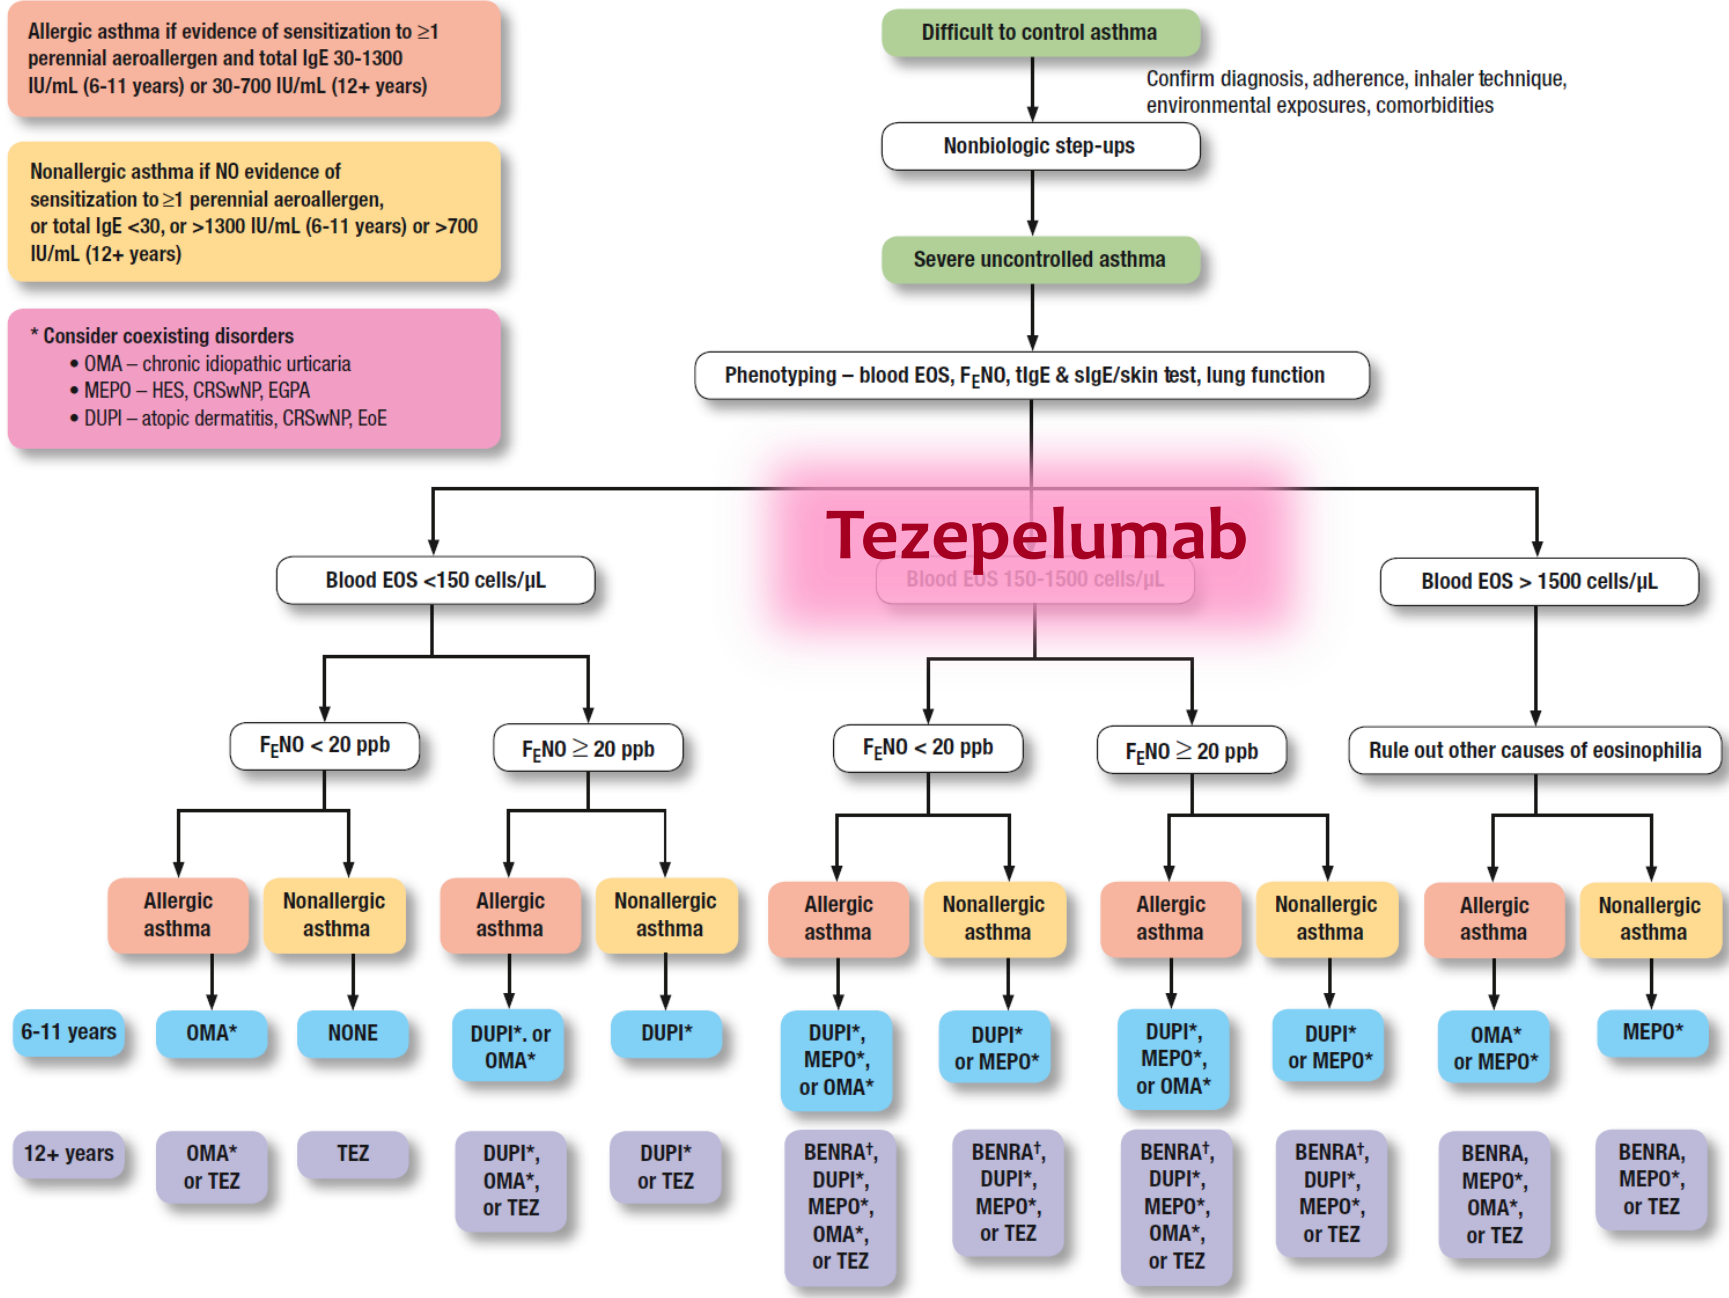 Allergic asthma if evidence of sensitization to ≥1
perennial aeroallergen and total IgE 30-1300
IU/mL (6-11 years) or 30-700 IU/mL (12+ years)
Nonallergic asthma if NO evidence of
sensitization to ≥1 perennial aeroallergen,
or total IgE <30, or >1300 IU/mL (6-11 years) or >700
IU/mL (12+ years)
* Consider coexisting disorders
• OMA – chronic idiopathic urticaria
• MEPO – HES, CRSwNP, EGPA
• DUPI – atopic dermatitis, CRSwNP, EoE
Difficult to control asthma
Confirm diagnosis, adherence, inhaler technique,
environmental exposures, comorbidities
Nonbiologic step-ups
Severe uncontrolled asthma
Phenotyping – blood EOS, FENO, tIgE & sIgE/skin test, lung function
Tezepelumab
Blood EOS <150 cells/µL
Blood EOS 150-1500 cells/µL
Blood EOS > 1500 cells/µL
FENO < 20 ppb
FENO ≥ 20 ppb
FENO < 20 ppb
FENO ≥ 20 ppb
Rule out other causes of eosinophilia
Allergic
asthma
Nonallergic
asthma
Allergic
asthma
Nonallergic
asthma
Allergic
asthma
Nonallergic
asthma
Allergic
asthma
Nonallergic
asthma
Allergic
asthma
Nonallergic
asthma
6-11 years
OMA*
NONE
DUPI*. or
OMA*
DUPI*
DUPI*,
MEPO*,
or OMA*
DUPI*
or MEPO*
DUPI*,
MEPO*,
or OMA*
DUPI*
or MEPO*
OMA*
or MEPO*
MEPO*
12+ years
OMA*
or TEZ
TEZ
DUPI*,
OMA*,
or TEZ
DUPI*
or TEZ
BENRA†,
DUPI*,
MEPO*,
OMA*,
or TEZ
BENRA†,
DUPI*,
MEPO*,
or TEZ
BENRA†,
DUPI*,
MEPO*,
OMA*,
or TEZ
BENRA†,
DUPI*,
MEPO*,
or TEZ
BENRA,
MEPO*,
OMA*,
or TEZ
BENRA,
MEPO*,
or TEZ